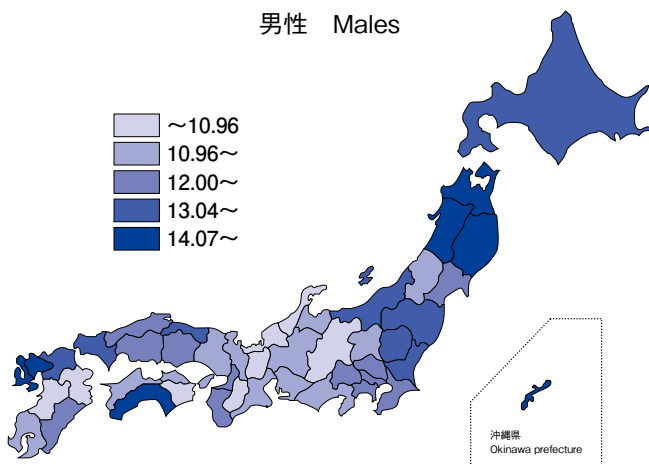 男性　Males
～10.96
10.96～
12.00～
13.04～
14.07～
沖縄県
Okinawa prefecture